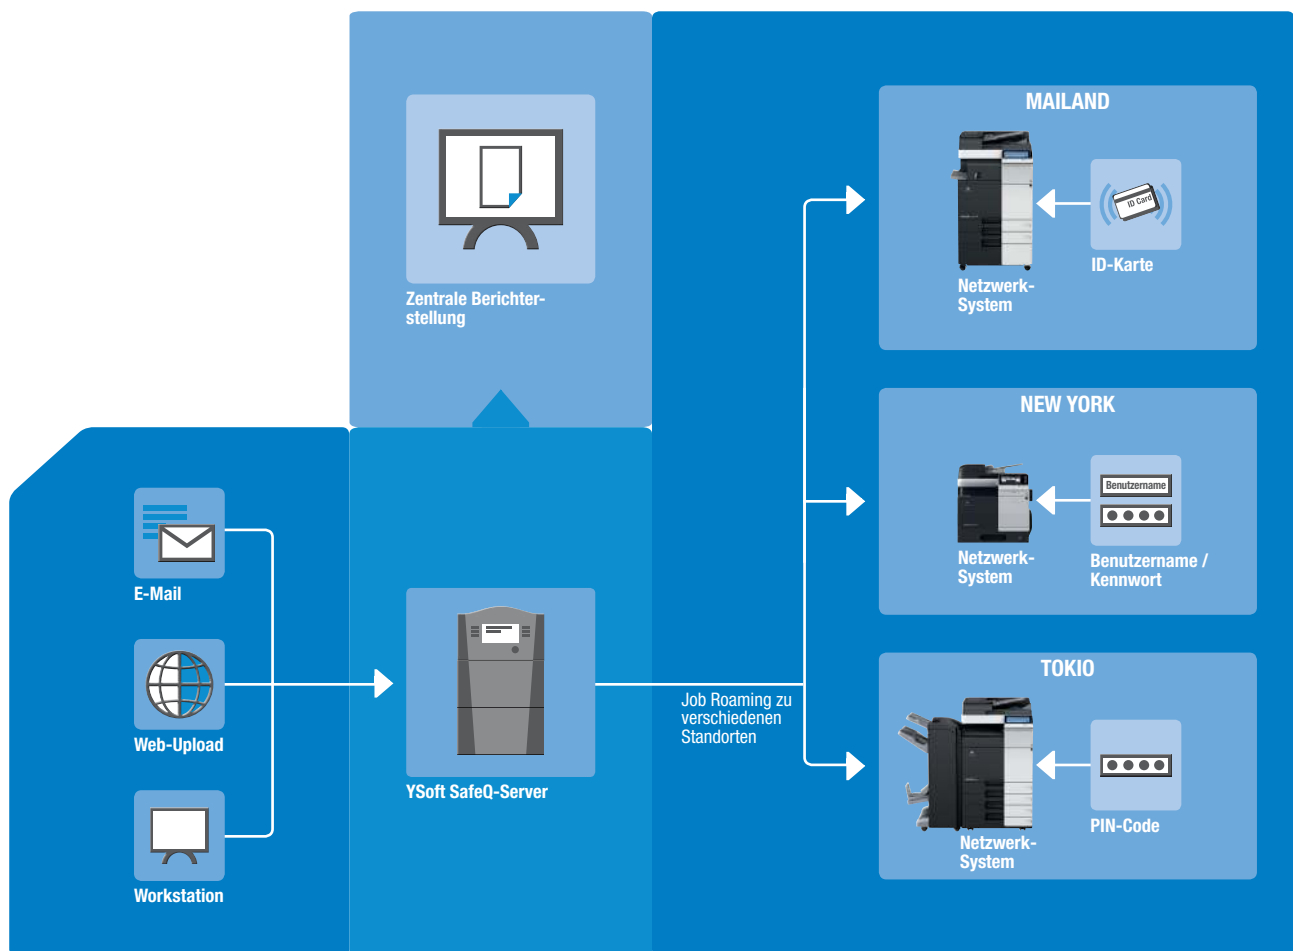 Zentrale Berichter-
stellung
E-Mail
Web-Upload
Workstation
YSoft SafeQ-Server
Job Roaming zu
verschiedenen
Standorten
MAILAND
ID Card
Netzwerk-
System
ID-Karte
NEW YORK
Benutzername
Netzwerk-
System
Benutzername /
Kennwort
TOKIO
Netzwerk-
System
PIN-Code